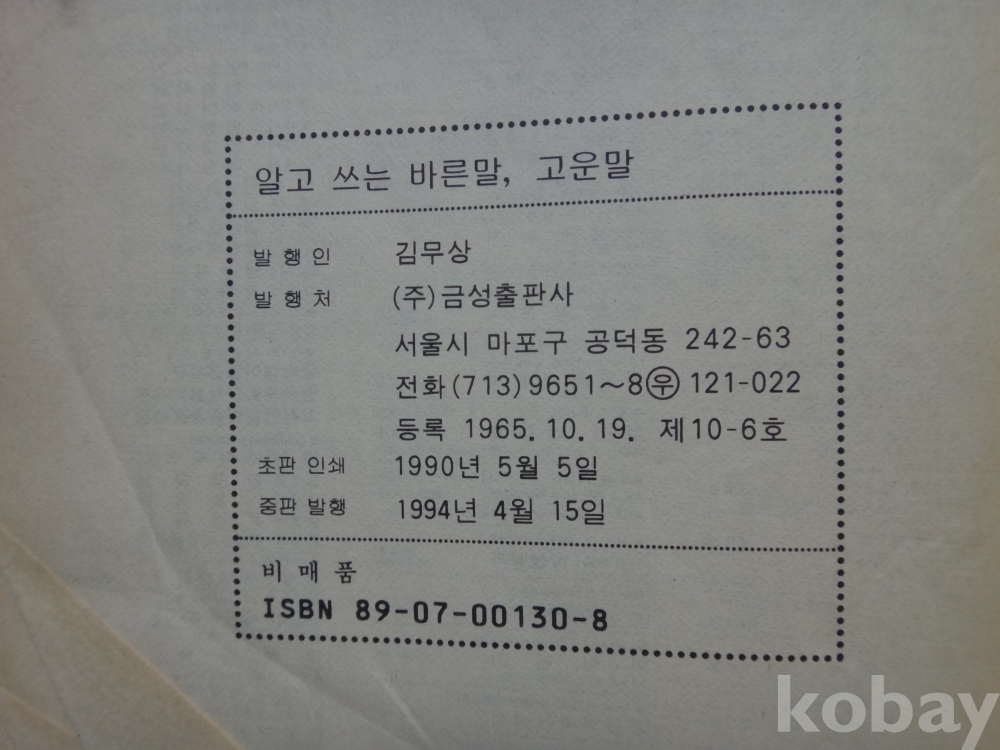 알고 쓰는 바른말, 고운말
발 행 인 김무상
발 행 처 (주)금성출판사
서울시 마포구 공덕동 242-63
전화(713)9651~8㉾121-022
등록 1965. 10. 19. 제10-6호
초판 인쇄 1990년 5월 5일
중판 발행 1994년 4월 15일
비 매 품
ISBN 89-07-00130-8
kobay